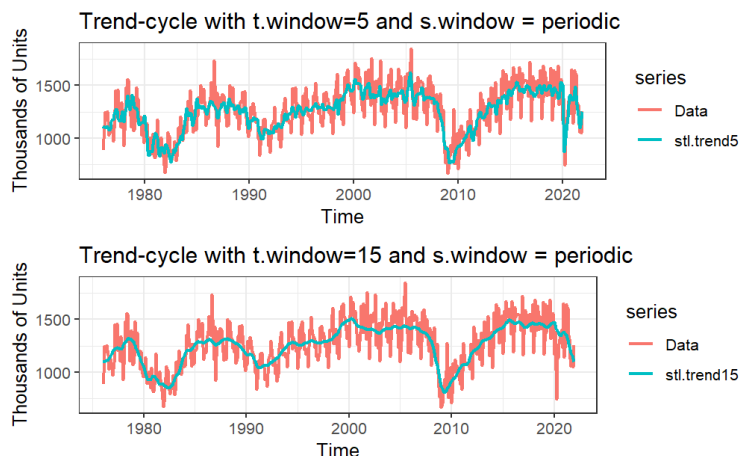 Trend-cycle with t.window=5 and s.window = periodic
Thousands of Units
1500
1000
1980
1990
2000
2010
2020
Time
series
Data
stl.trend5
Trend-cycle with t.window=15 and s.window = periodic
Thousands of Units
1500
1000
1980
1990
2000
2010
2020
Time
series
Data
stl.trend15